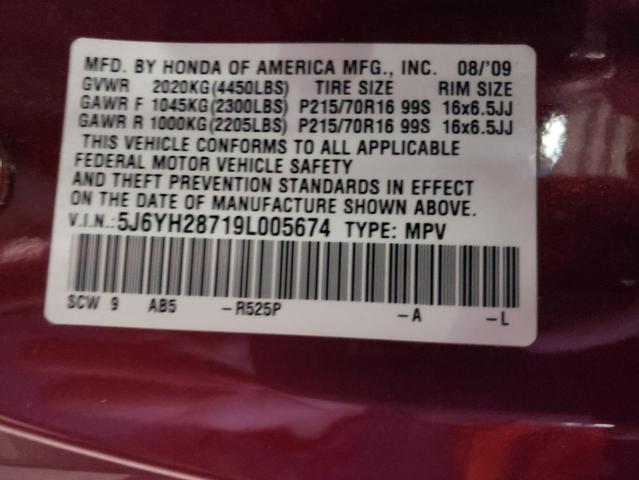 MFD. BY HONDA OF AMERICA MFG., INC. 08/'09
GVWR 2020KG(4450LBS) TIRE SIZE RIM SIZE
GAWR F 1045KG(2300LBS) P215/70R16 99S 16x6.5JJ
GAWR R 1000KG(2205LBS) P215/70R16 99S 16x6.5JJ
THIS VEHICLE CONFORMS TO ALL APPLICABLE
FEDERAL MOTOR VEHICLE SAFETY
AND THEFT PREVENTION STANDARDS IN EFFECT
ON THE DATE OF MANUFACTURE SHOWN ABOVE.
V.I.N.:5J6YH28719L005674 TYPE: MPV
SCW 9 AB5 -R525P -A -L